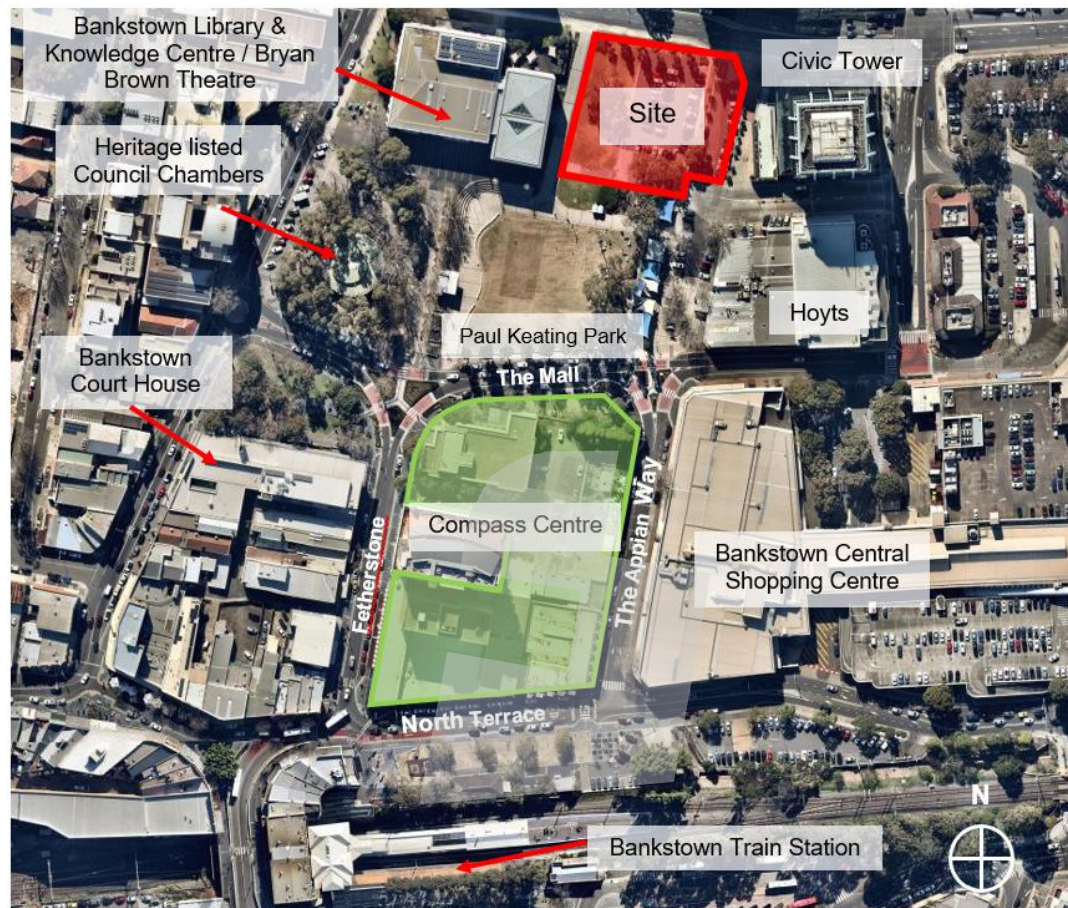 Bankstown Library &
Knowledge Centre / Bryan
Brown Theatre
Site
Civic Tower
Heritage listed
Council Chambers
Hoyts
Paul Keating Park
The Mall
Bankstown
Court House
Compass Centre
Fetherstone
The Appian Way
Bankstown Central
Shopping Centre
North Terrace
N
Bankstown Train Station